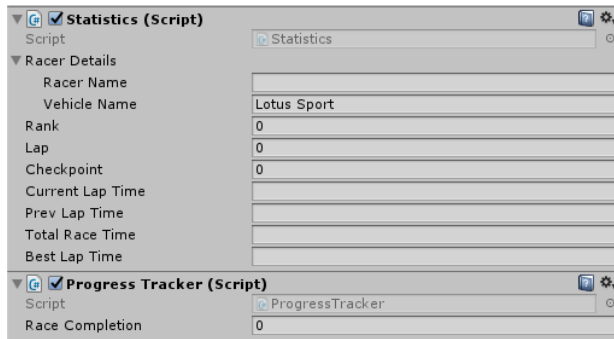 Statistics (Script)
Script Statistics
Racer Details
Racer Name
Vehicle Name Lotus Sport
Rank 0
Lap 0
Checkpoint 0
Current Lap Time
Prev Lap Time
Total Race Time
Best Lap Time
Progress Tracker (Script)
Script ProgressTracker
Race Completion 0